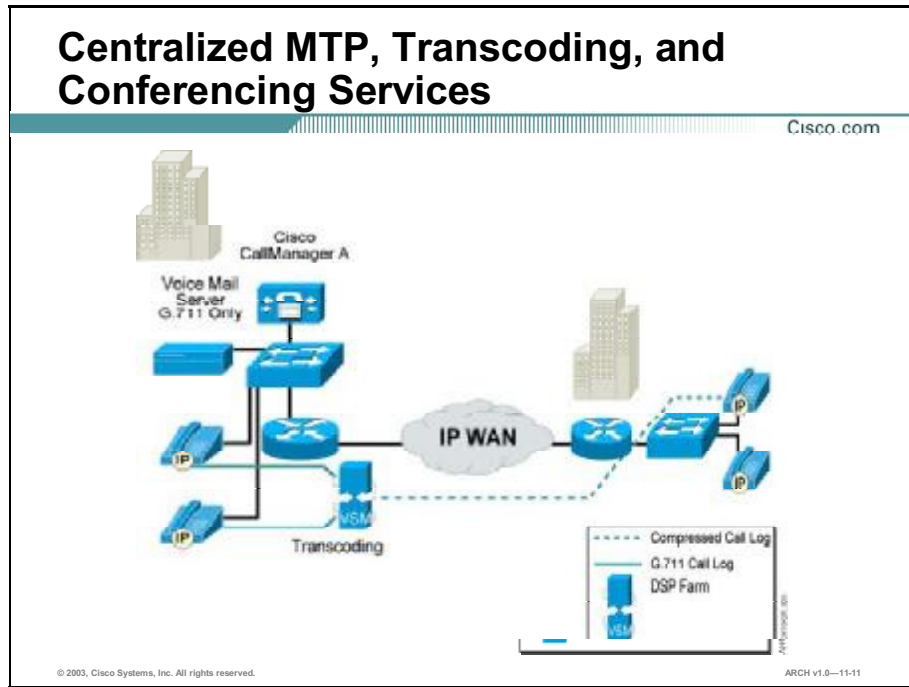 Centralized MTP, Transcoding, and
Conferencing Services
Cisco.com
Cisco
CallManager A
Voice Mail
Server
G.711 Only
IP WAN
IP
IP
IP
IP
VSM
Transcoding
Compressed Call Log
G.711 Call Log
DSP Farm
VSM
© 2003, Cisco Systems, Inc. All rights reserved.
ARCH v1.0—11-11